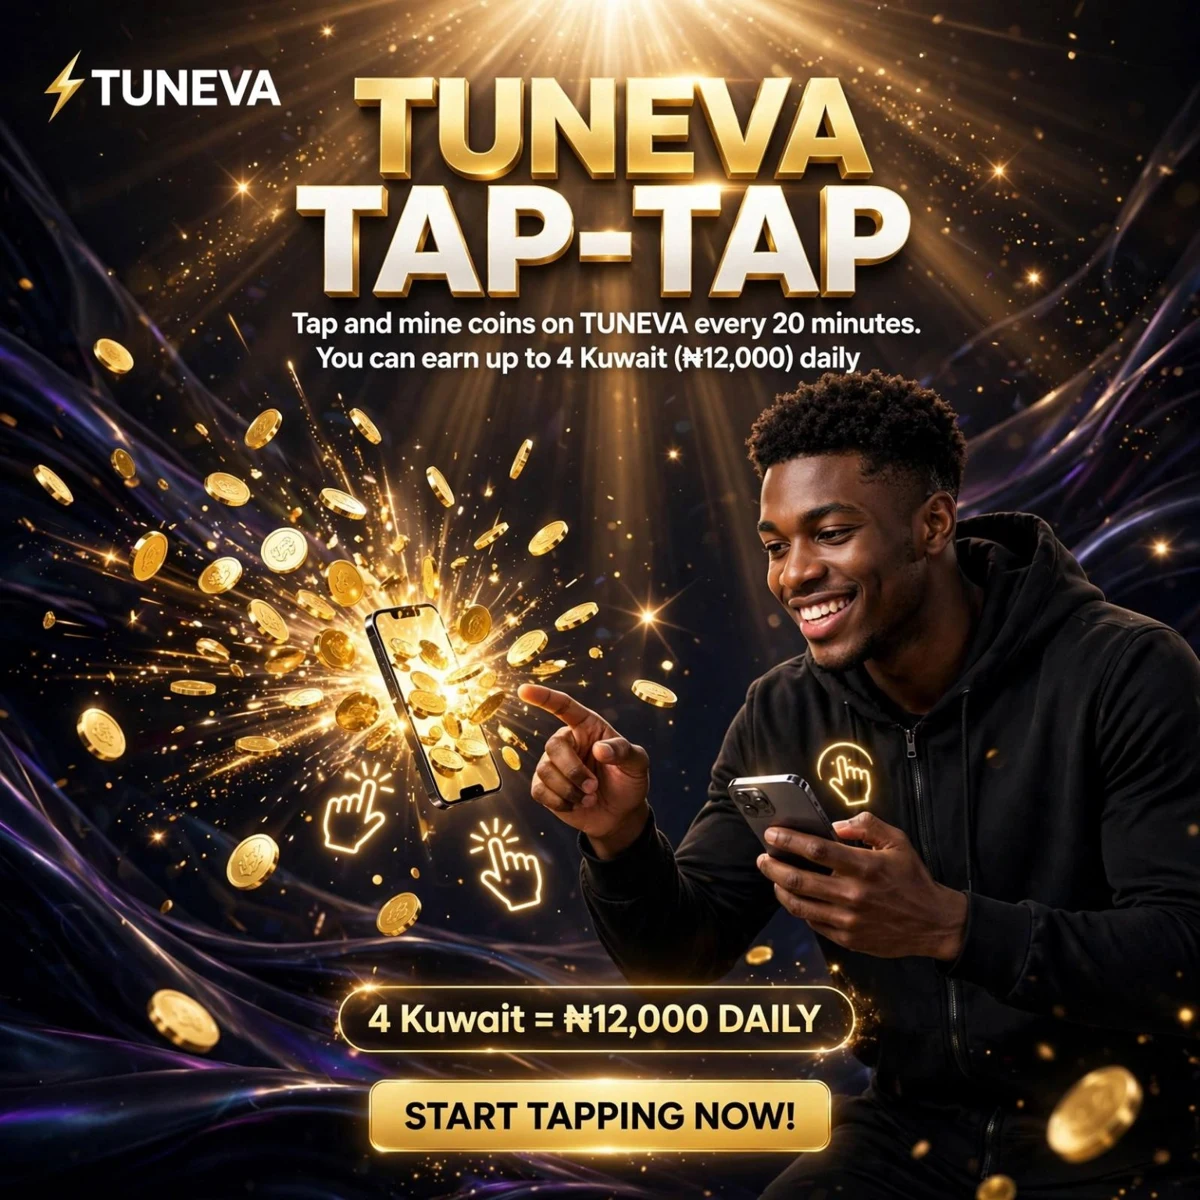 TUNEVA
TUNEVA
TAP-TAP
Tap and mine coins on TUNEVA every 20 minutes.
You can earn up to 4 Kuwait (₦12,000) daily
4 Kuwait = ₦12,000 DAILY
START TAPPING NOW!